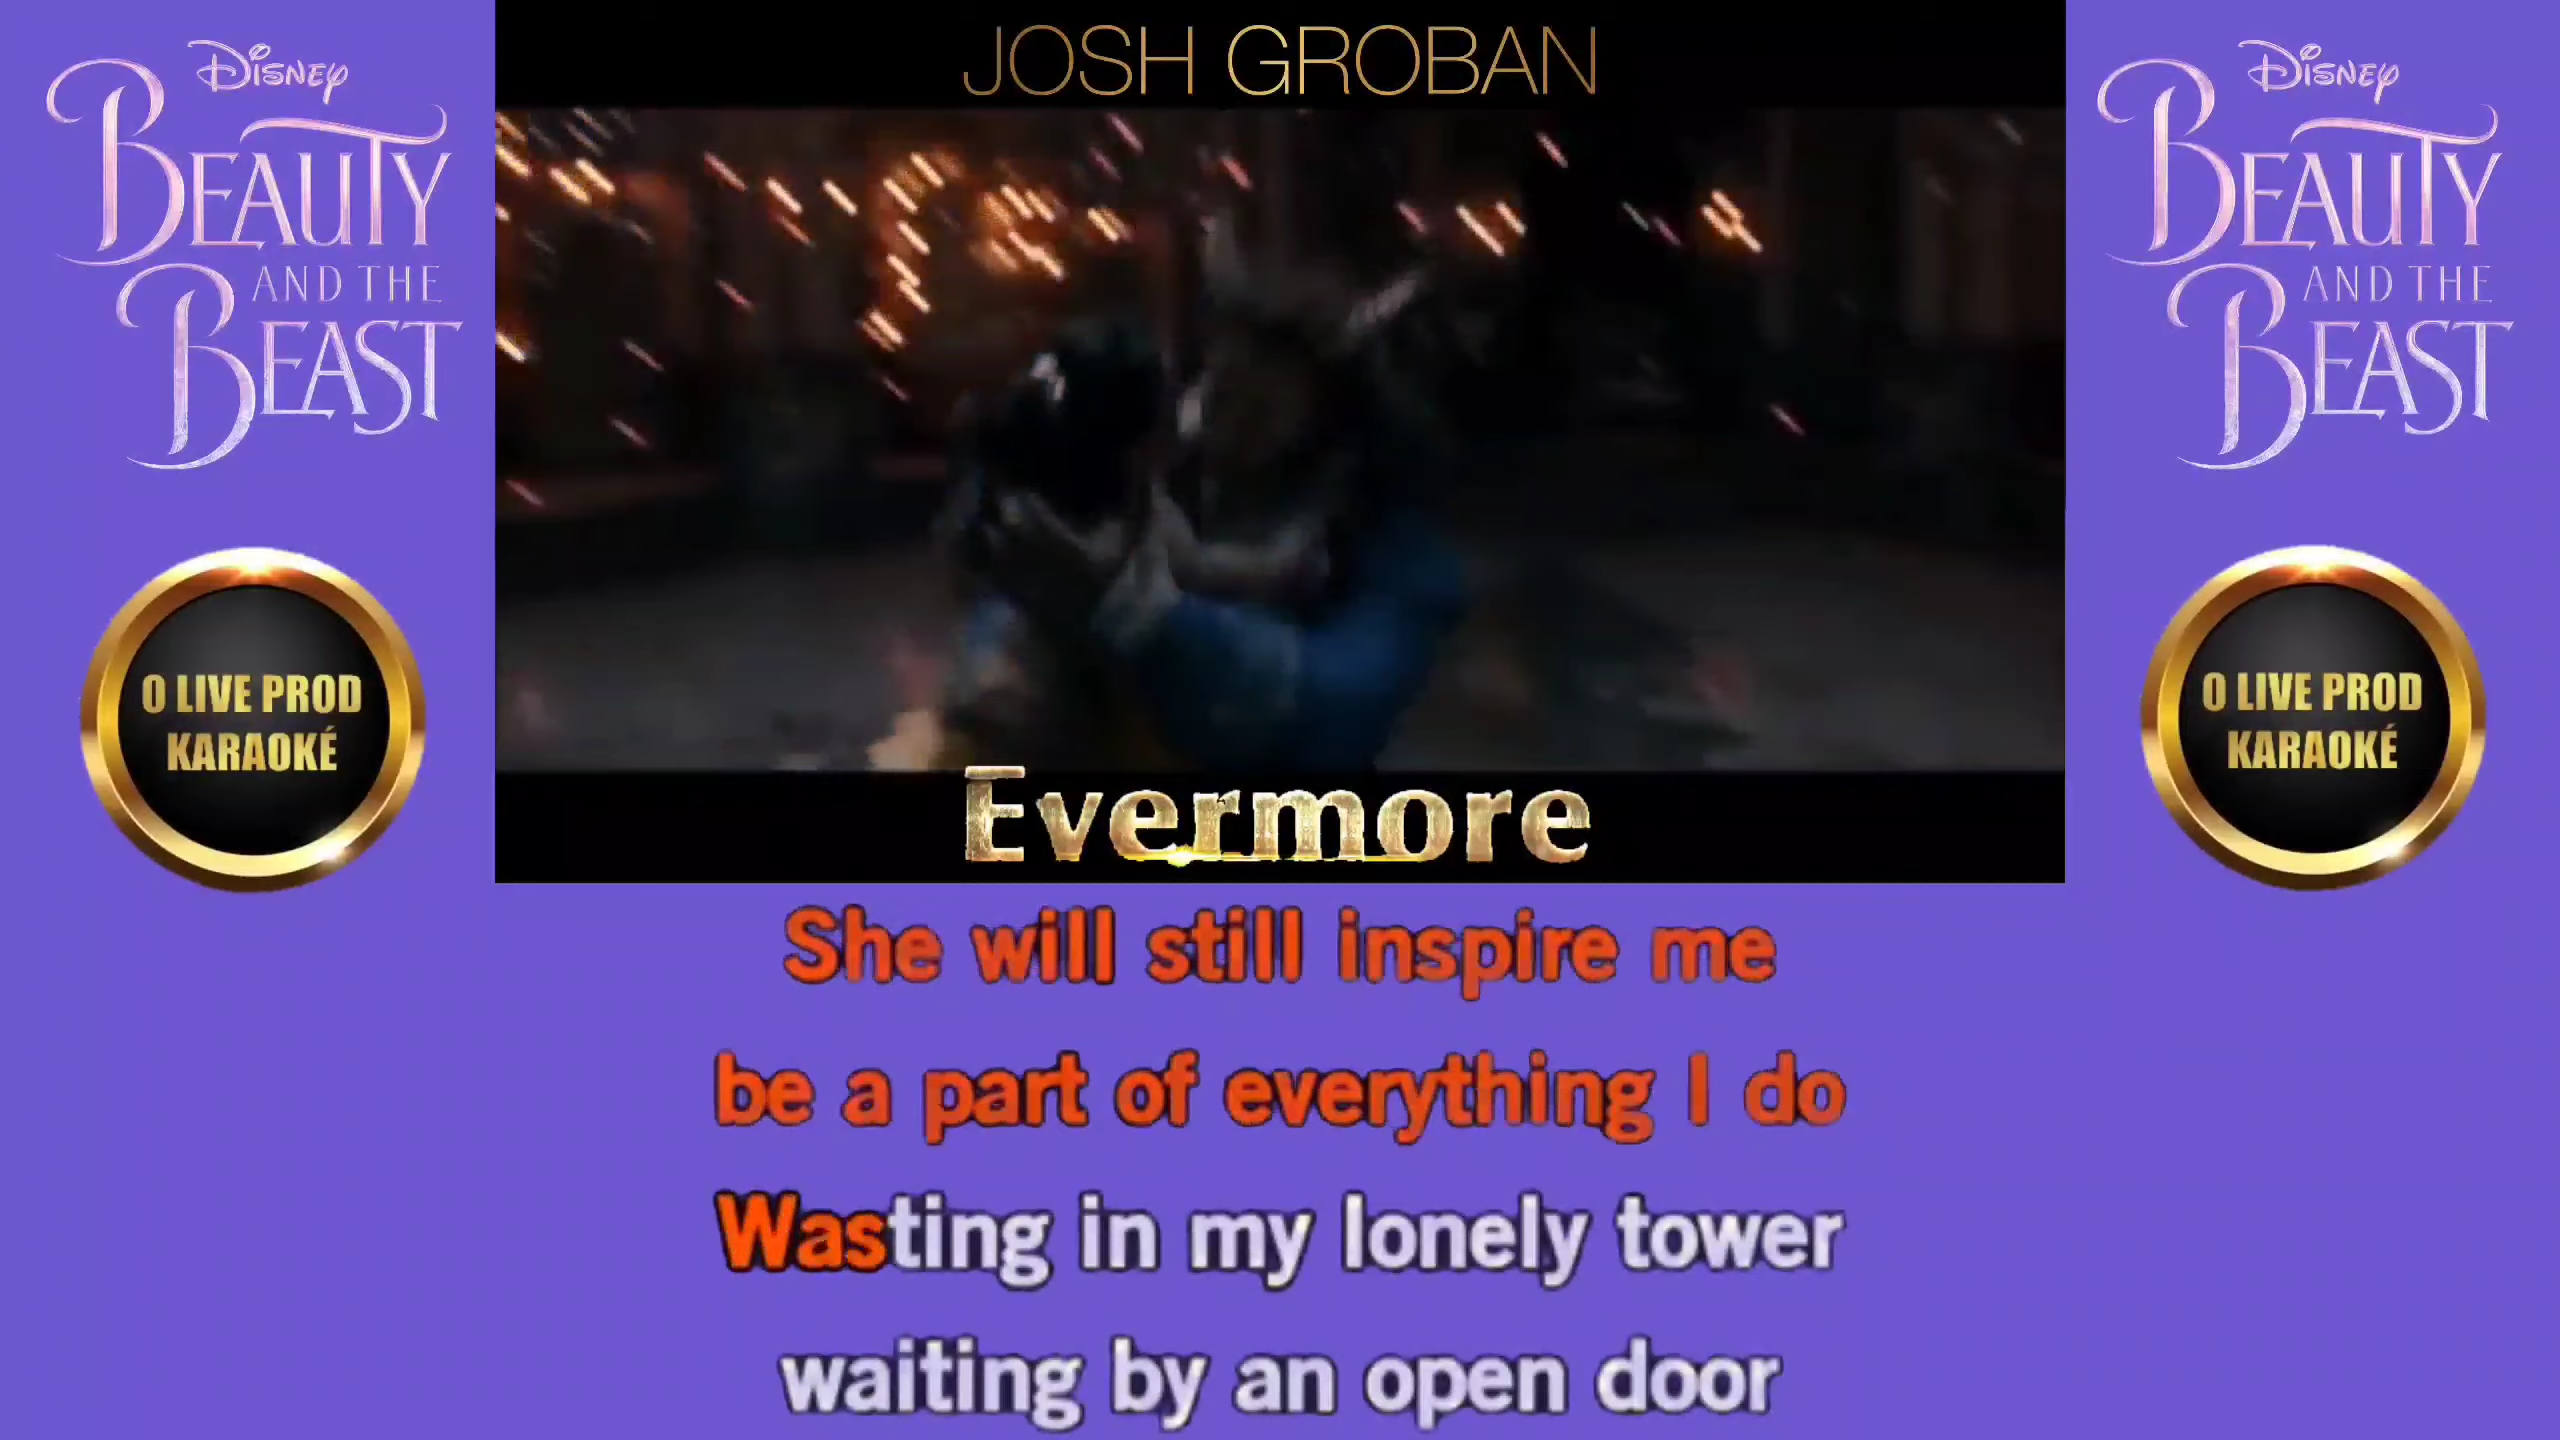 Disney
BEAUTY
AND THE
BEAST
O LIVE PROD
KARAOKÉ
JOSH GROBAN
Evermore
Disney
BEAUTY
AND THE
BEAST
O LIVE PROD
KARAOKÉ
She will still inspire me
be a part of everything I do
Wasting in my lonely tower
waiting by an open door